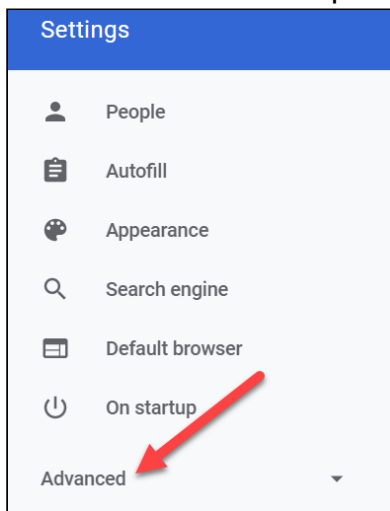 Settings
People
Autofill
Appearance
Search engine
Default browser
On startup
Advanced